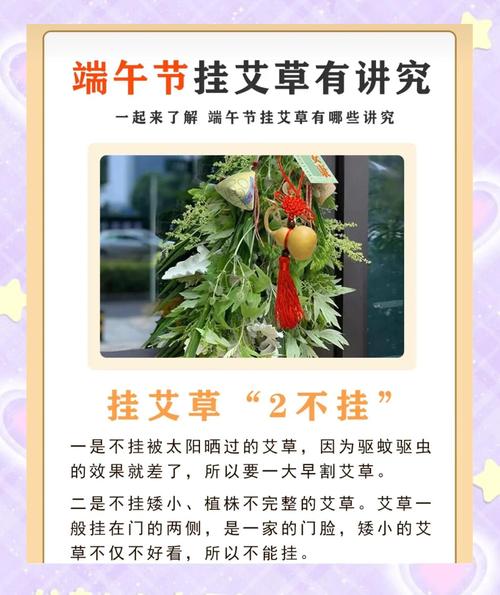 端午节挂艾草有讲究
一起来了解 端午节挂艾草有哪些讲究
挂艾草“2不挂”
一是不挂被太阳晒过的艾草，因为驱蚊驱虫
的效果就差了，所以要一大早割艾草。
二是不挂矮小、植株不完整的艾草。艾草一
般挂在门的两侧，是一家的门脸，矮小的艾
草不仅不好看，所以不能挂。